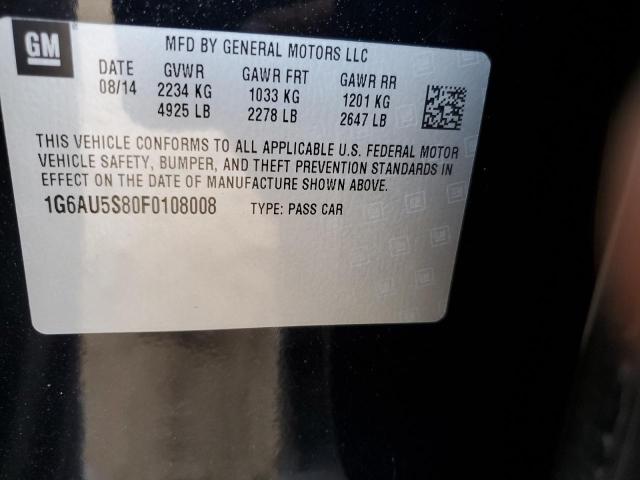 GM
MFD BY GENERAL MOTORS LLC
DATE GVWR GAWR FRT GAWR RR
08/14 2234 KG 1033 KG 1201 KG
4925 LB 2278 LB 2647 LB
THIS VEHICLE CONFORMS TO ALL APPLICABLE U.S. FEDERAL MOTOR
VEHICLE SAFETY, BUMPER, AND THEFT PREVENTION STANDARDS IN
EFFECT ON THE DATE OF MANUFACTURE SHOWN ABOVE.
1G6AU5S80F0108008 TYPE: PASS CAR